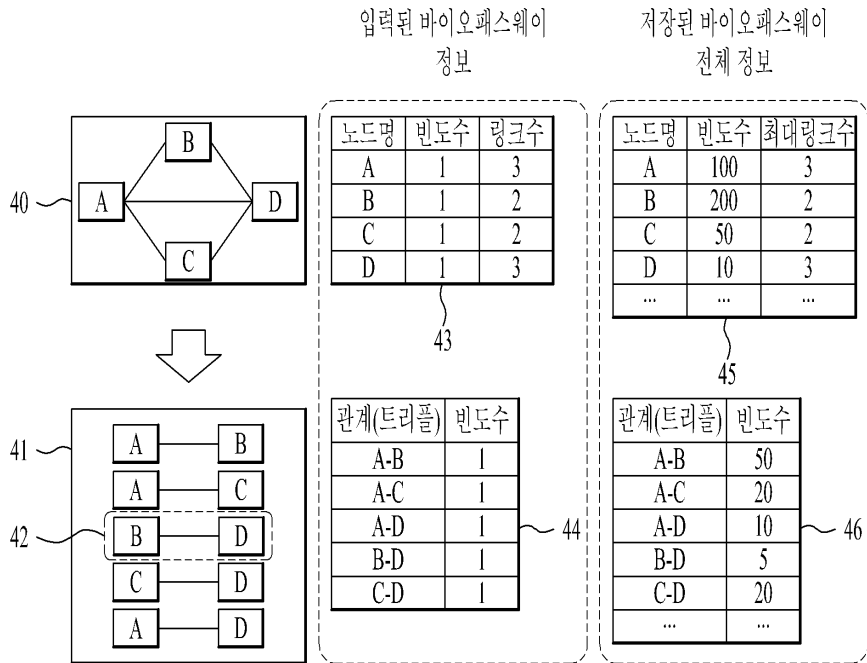 입력된 바이오패스웨이
정보
저장된 바이오패스웨이
전체 정보
40
B
A
D
C
노드명 빈도수 링크수
A 1 3
B 1 2
C 1 2
D 1 3
43
노드명 빈도수 최대링크수
A 100 3
B 200 2
C 50 2
D 10 3
... ... ...
45
41
42
A B
A C
B D
C D
A D
관계(트리플) 빈도수
A-B 1
A-C 1
A-D 1
B-D 1
C-D 1
44
관계(트리플) 빈도수
A-B 50
A-C 20
A-D 10
B-D 5
C-D 20
... ...
46